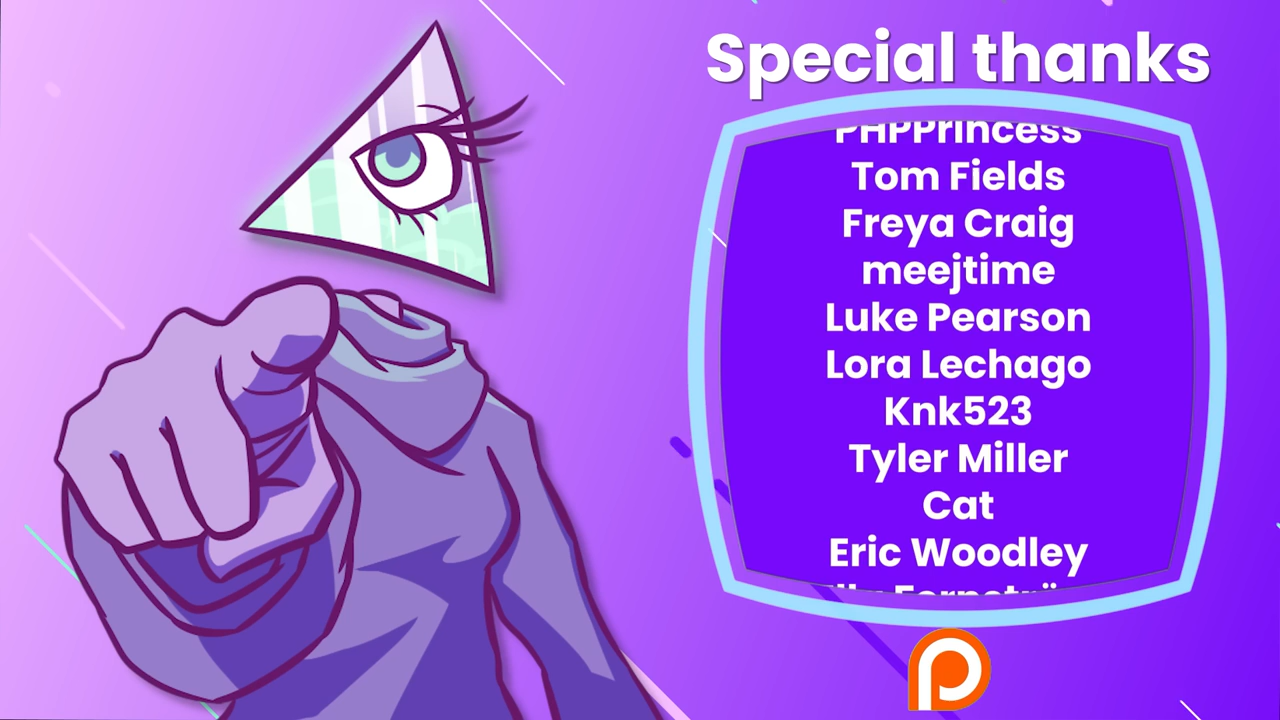 Special thanks
PHPPrincess
Tom Fields
Freya Craig
meejtime
Luke Pearson
Lora Lechago
Knk523
Tyler Miller
Cat
Eric Woodley